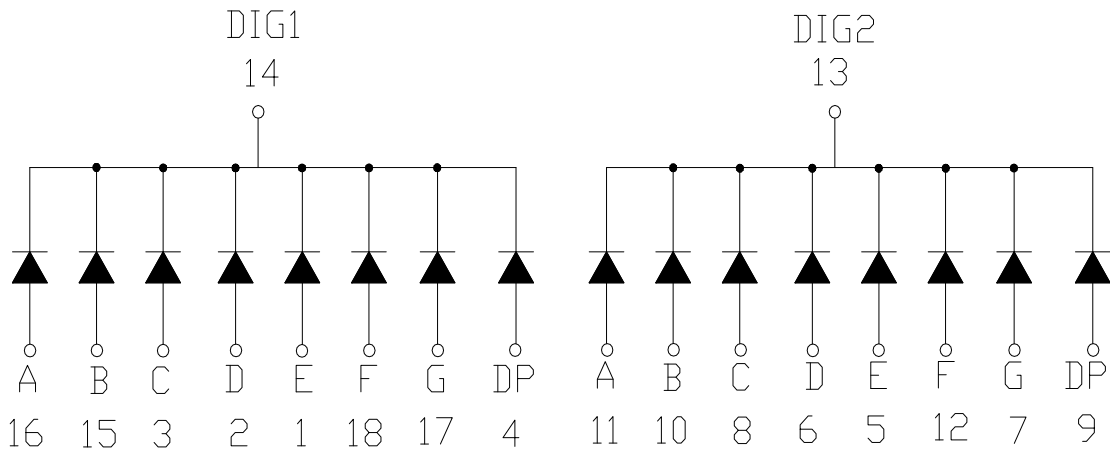 DIG1 DIG2
14 13
A B C D E F G DP A B C D E F G DP
16 15 3 2 1 18 17 4 11 10 8 6 5 12 7 9